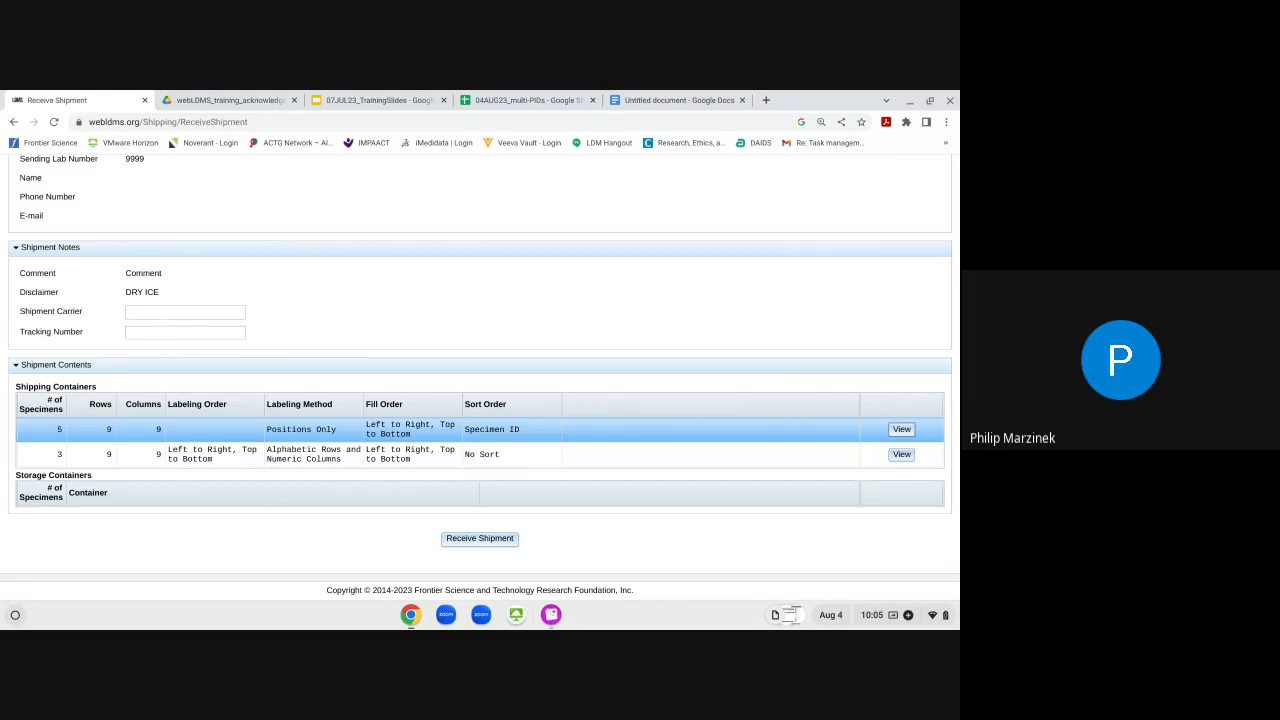 Receive Shipment
webLDMS_training_acknowledg
07JUL23_TrainingSlides - Google
04AUG23_multi-PIDs - Google Sh
Untitled document - Google Docs
webldms.org/Shipping/ReceiveShipment
Frontier Science
VMware Horizon
Noverant · Login
ACTG Network – Al...
IMPAACT
iMedidata | Login
Veeva Vault - Login
LDM Hangout
Research, Ethics, a...
DAIDS
Re: Task managem...
»
Sending Lab Number 9999
Name
Phone Number
E-mail
Shipment Notes
Comment Comment
Disclaimer DRY ICE
Shipment Carrier
Tracking Number
Shipment Contents
Shipping Containers
# of Specimens Rows Columns Labeling Order Labeling Method Fill Order Sort Order
5 9 9 Positions Only Left to Right, Top to Bottom Specimen ID View
3 9 9 Left to Right, Top to Bottom Alphabetic Rows and Numeric Columns Left to Right, Top to Bottom No Sort View
Storage Containers
# of Specimens Container
Receive Shipment
Copyright © 2014-2023 Frontier Science and Technology Research Foundation, Inc.
zoom
zoom
Aug 4
10:05
P
Philip Marzinek